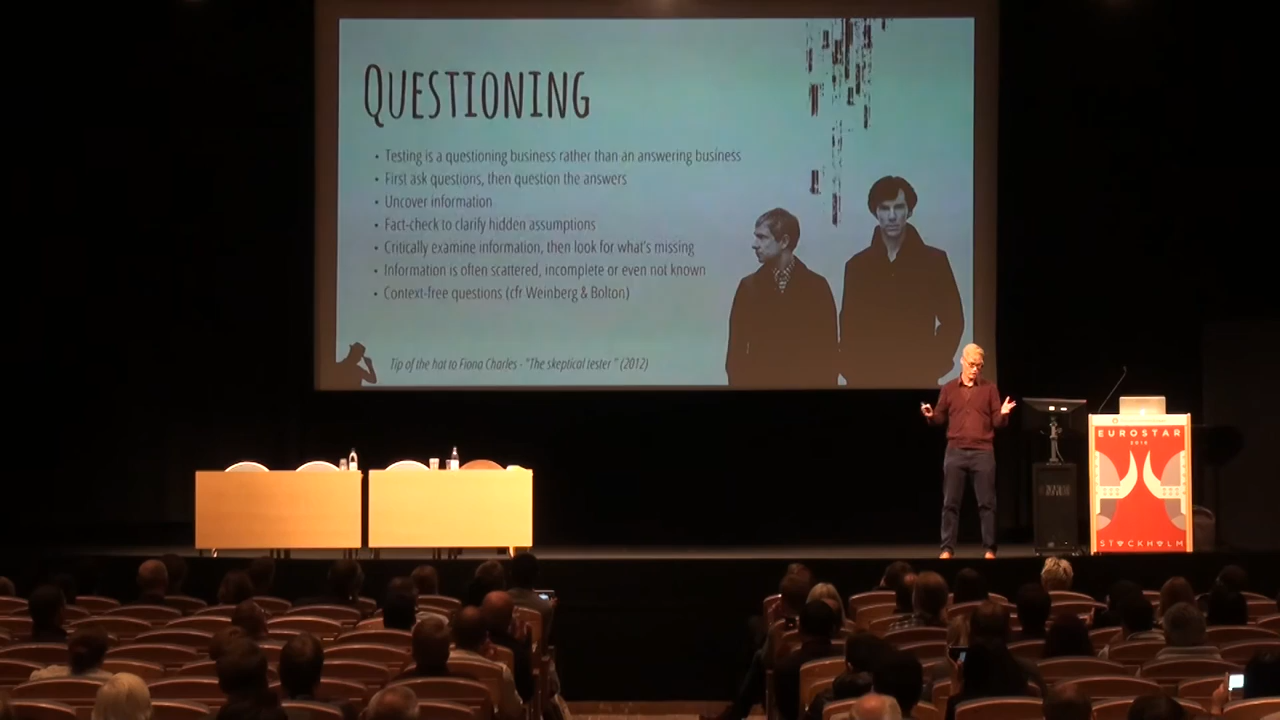 QUESTIONING
• Testing is a questioning business rather than an answering business
• First ask questions, then question the answers
• Uncover information
• Fact-check to clarify hidden assumptions
• Critically examine information, then look for what's missing
• Information is often scattered, incomplete or even not known
• Context-free questions (cfr Weinberg & Bolton)
Tip of the hat to Fiona Charles - "The skeptical tester " (2012)
EUROSTAR
STOCKHOLM